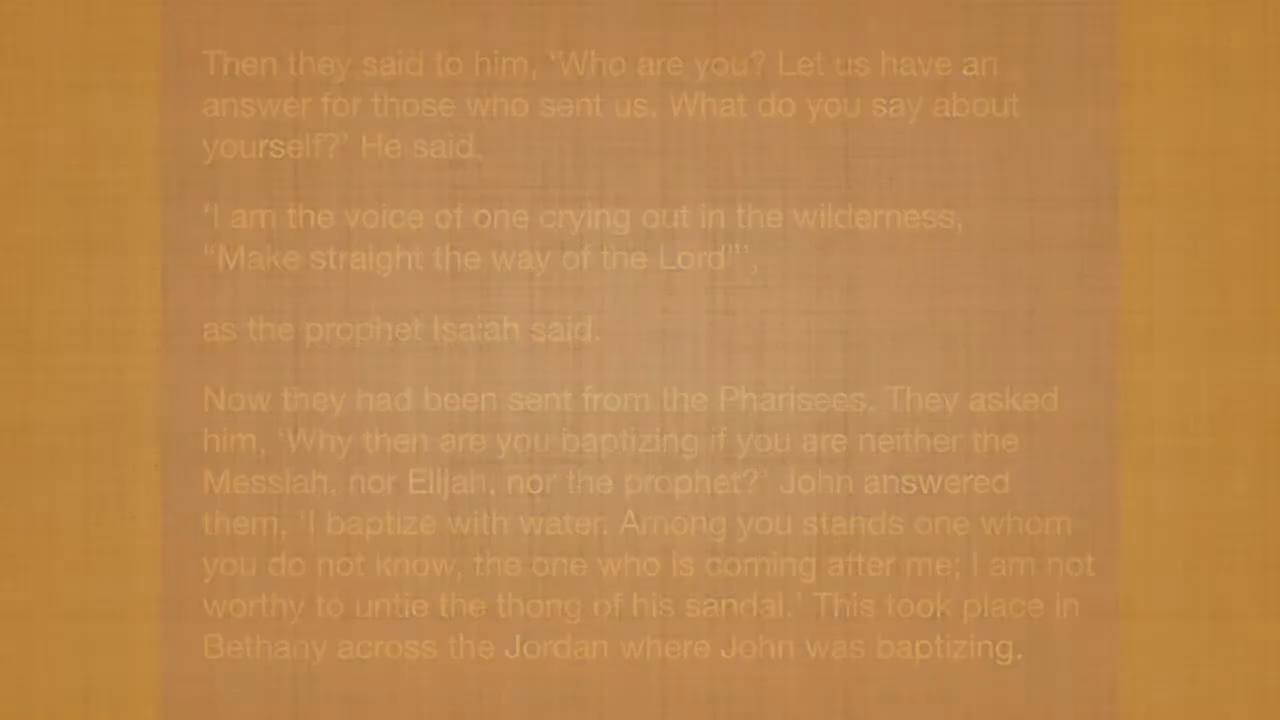 Then they said to him, ‘Who are you? Let us have an
answer for those who sent us. What do you say about
yourself?’ He said,
‘I am the voice of one crying out in the wilderness,
“Make straight the way of the Lord”’,
as the prophet Isaiah said.
Now they had been sent from the Pharisees. They asked
him, ‘Why then are you baptizing if you are neither the
Messiah, nor Elijah, nor the prophet?’ John answered
them, ‘I baptize with water. Among you stands one whom
you do not know, the one who is coming after me; I am not
worthy to untie the thong of his sandal.’ This took place in
Bethany across the Jordan where John was baptizing.